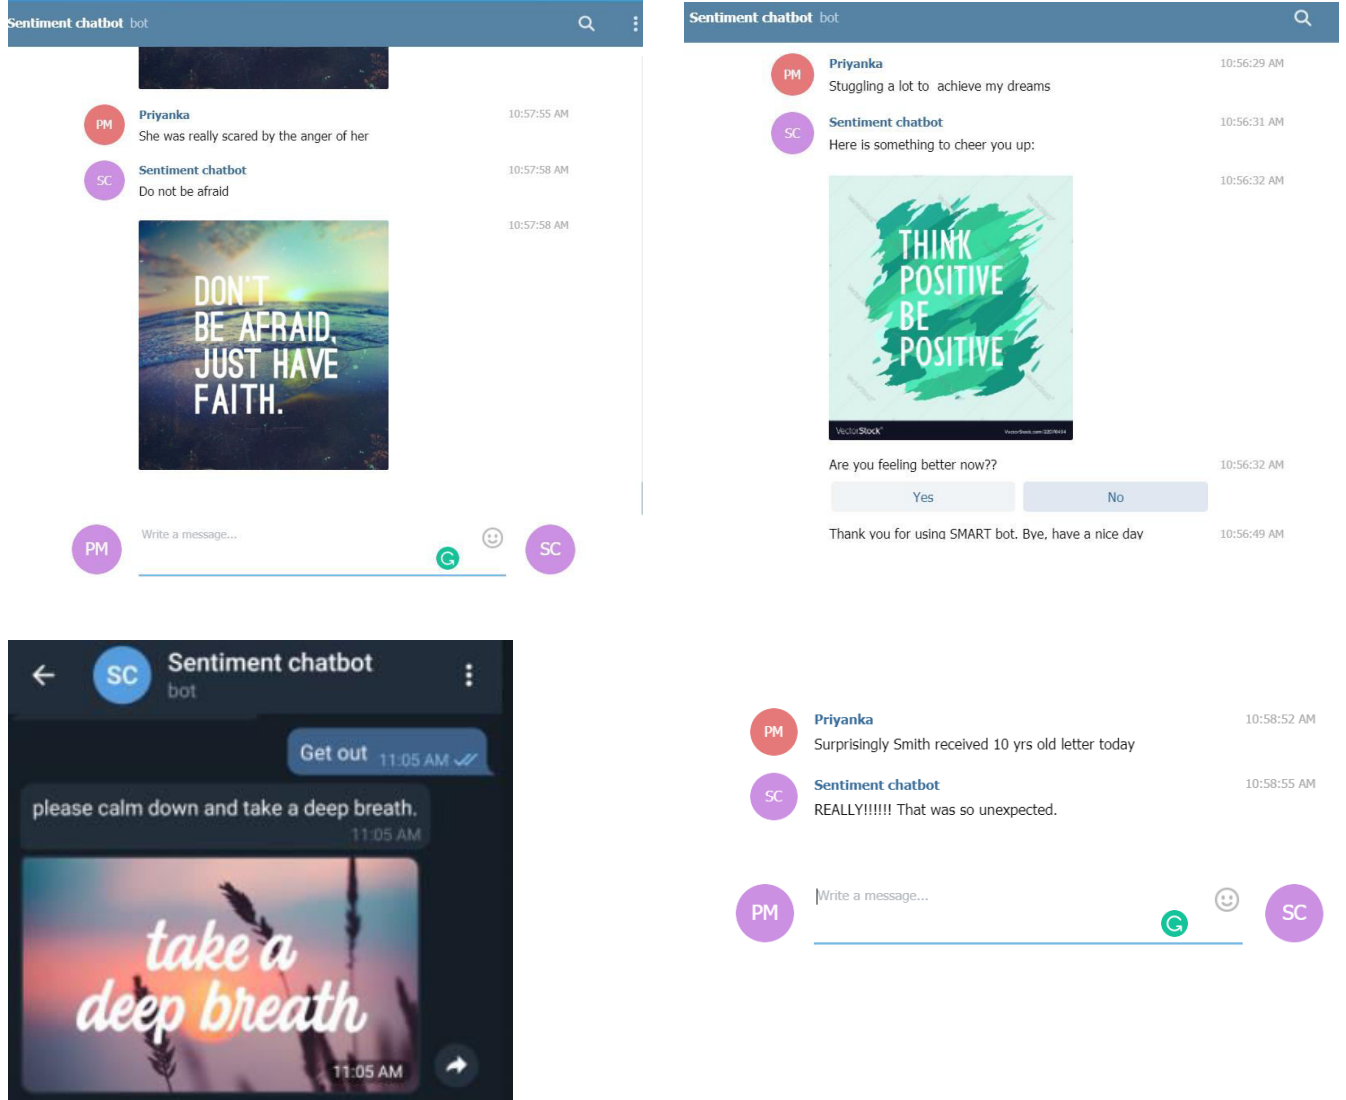 Sentiment chatbot bot
PM
Priyanka
10:57:55 AM
She was really scared by the anger of her
SC
Sentiment chatbot
10:57:58 AM
Do not be afraid
10:57:58 AM
DON'T
BE AFRAID,
JUST HAVE
FAITH.
PM
Write a message...
SC
Sentiment chatbot bot
PM
Priyanka
10:56:29 AM
Stuggling a lot to achieve my dreams
SC
Sentiment chatbot
10:56:31 AM
Here is something to cheer you up:
10:56:32 AM
THINK
POSITIVE
BE
POSITIVE
VectorStock
Are you feeling better now??
10:56:32 AM
Yes
No
Thank you for using SMART bot. Bye, have a nice day
10:56:49 AM
SC
Sentiment chatbot
bot
Get out 11:05 AM
please calm down and take a deep breath.
11:05 AM
take a
deep breath
11:05 AM
PM
Priyanka
10:58:52 AM
Surprisingly Smith received 10 yrs old letter today
SC
Sentiment chatbot
10:58:55 AM
REALLY!!!!!! That was so unexpected.
PM
Write a message...
SC